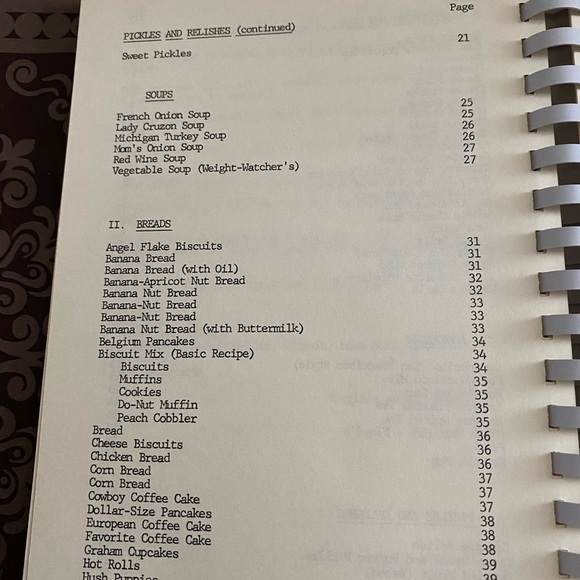 Page
PICKLES AND RELISHES (continued)
Sweet Pickles 21
SOUPS
French Onion Soup 25
Lady Cruzon Soup 25
Michigan Turkey Soup 26
Mom's Onion Soup 26
Red Wine Soup 27
Vegetable Soup (Weight-Watcher's) 27
II. BREADS
Angel Flake Biscuits 31
Banana Bread 31
Banana Bread (with Oil) 31
Banana-Apricot Nut Bread 32
Banana Nut Bread 32
Banana-Nut Bread 33
Banana-Nut Bread 33
Banana Nut Bread (with Buttermilk) 33
Belgium Pancakes 34
Biscuit Mix (Basic Recipe) 34
Biscuits 34
Muffins 35
Cookies 35
Do-Nut Muffin 35
Peach Cobbler 35
Bread 36
Cheese Biscuits 36
Chicken Bread 36
Corn Bread 37
Corn Bread 37
Cowboy Coffee Cake 37
Dollar-Size Pancakes 38
European Coffee Cake 38
Favorite Coffee Cake 38
Graham Cupcakes 39
Hot Rolls 39
Hush Puppies